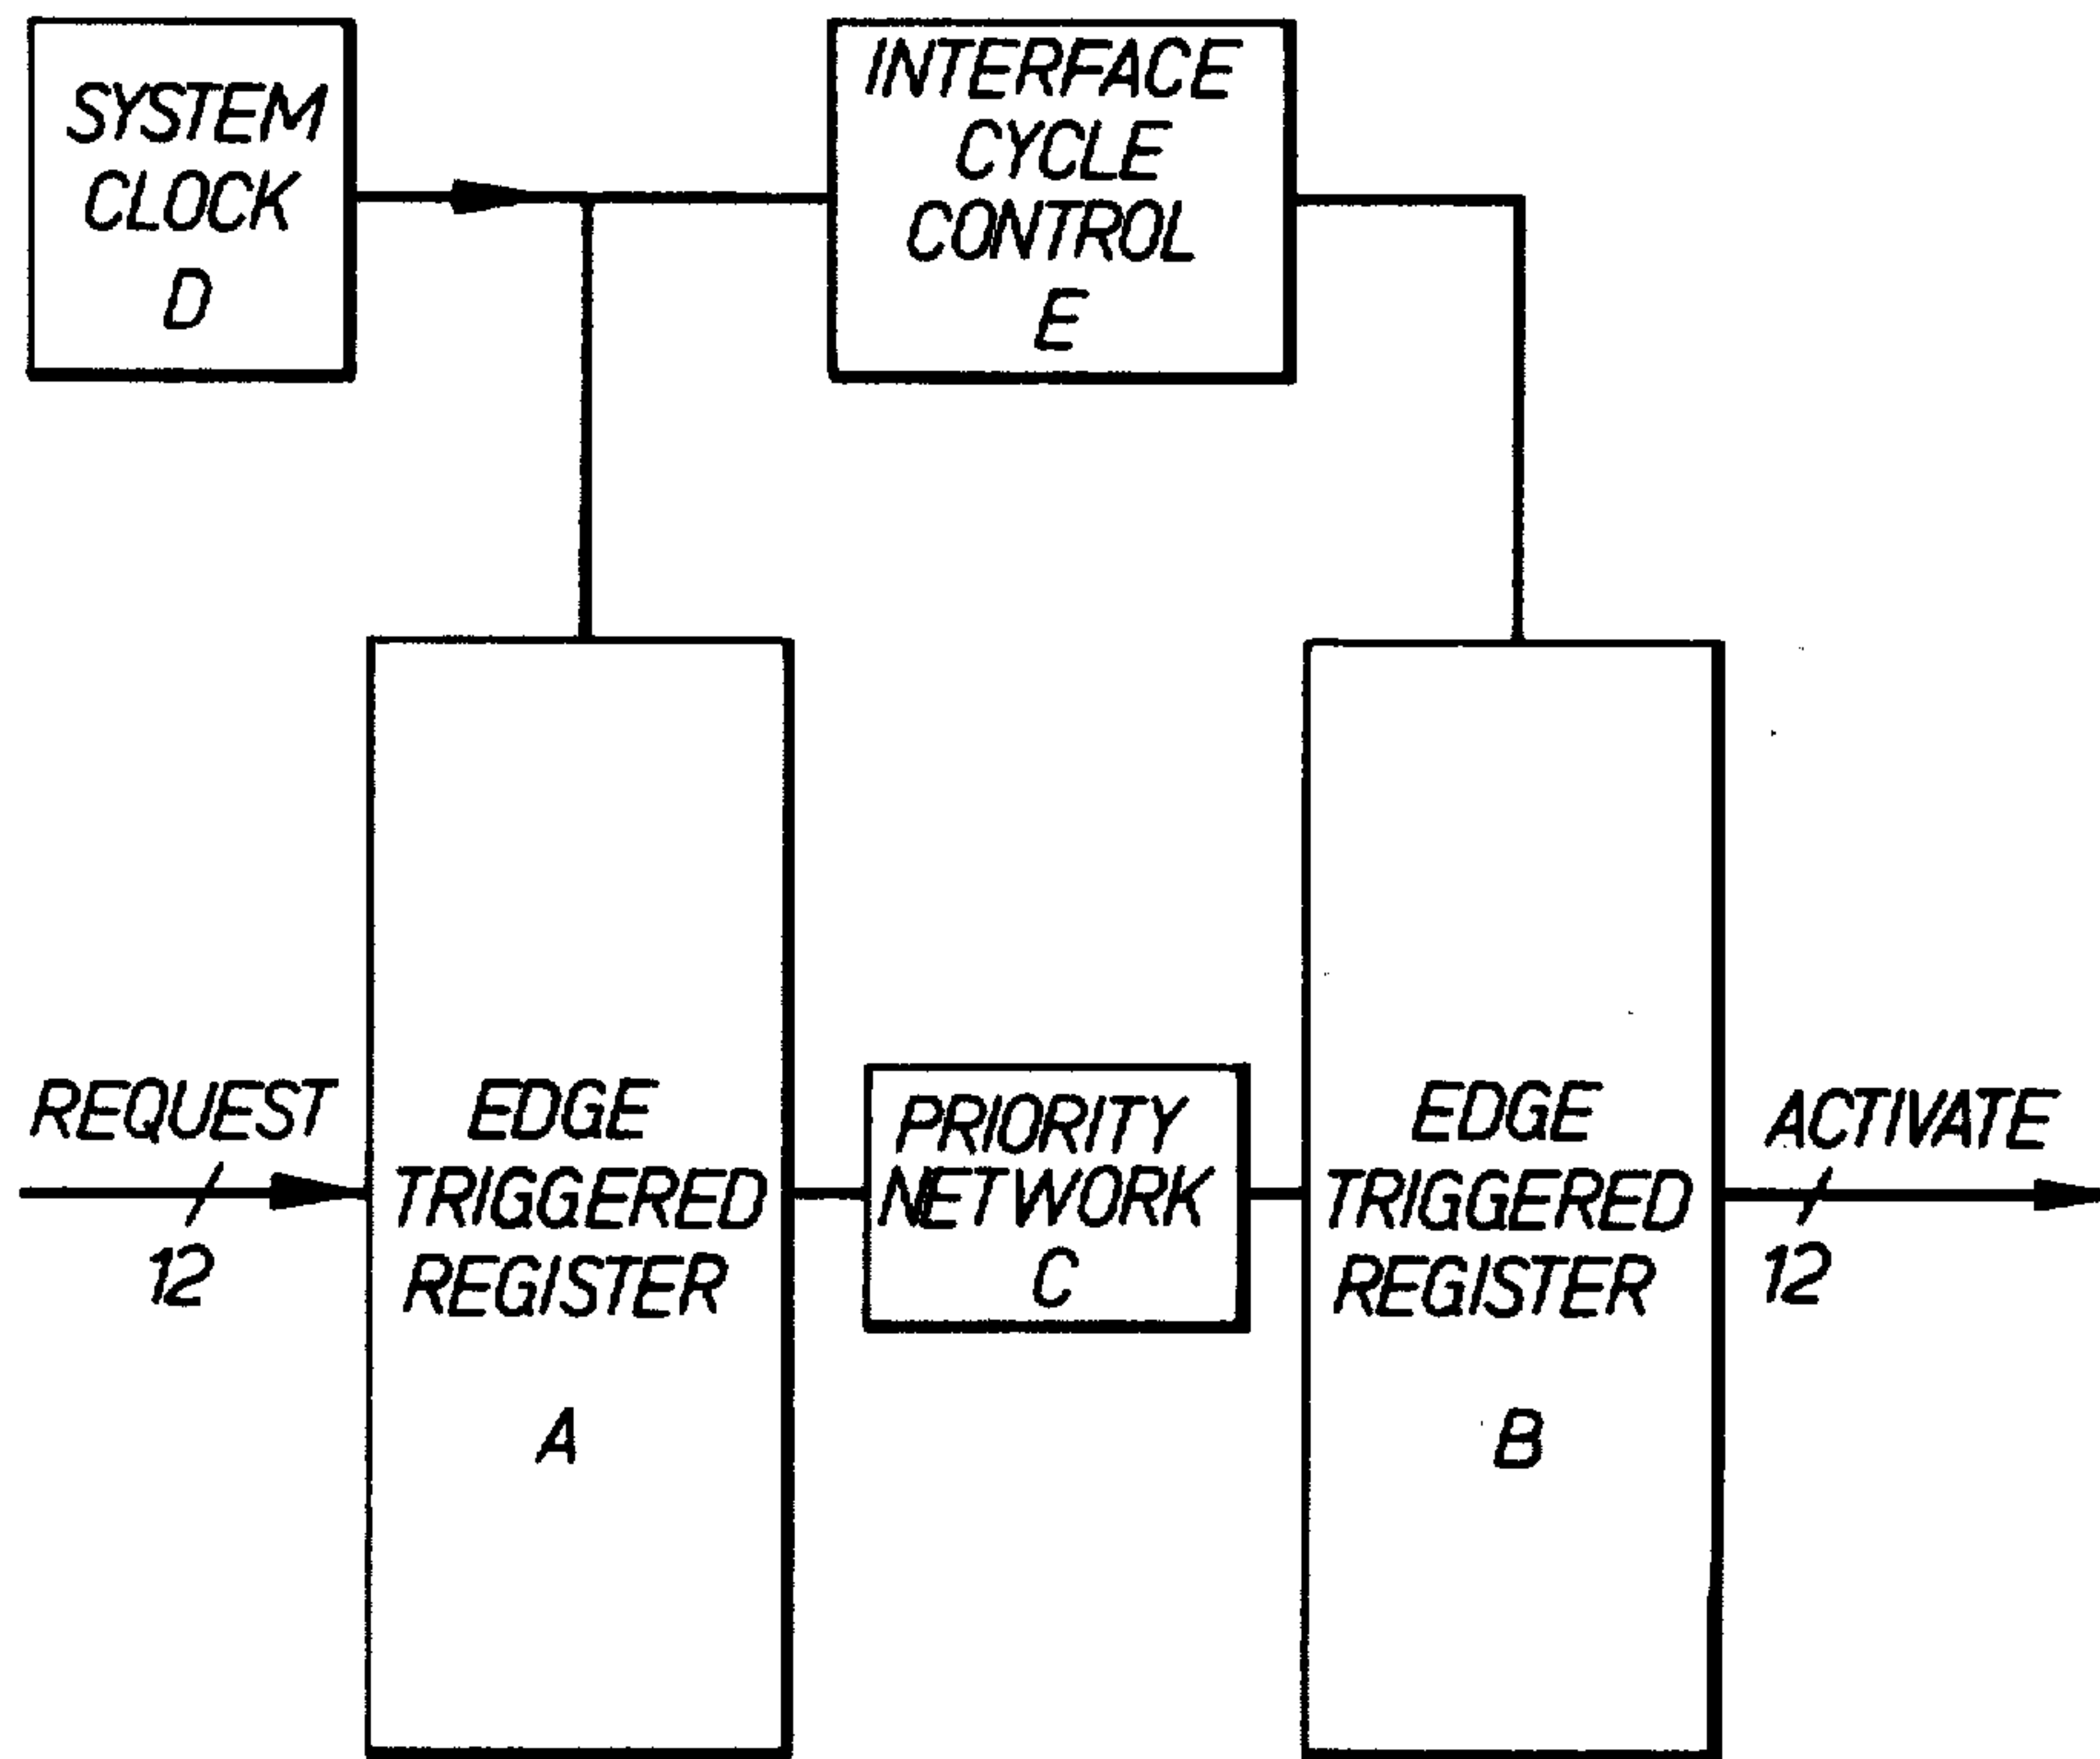 SYSTEM
CLOCK
D
INTERFACE
CYCLE
CONTROL
E
REQUEST
12
EDGE
TRIGGERED
REGISTER
A
PRIORITY
NETWORK
C
EDGE
TRIGGERED
REGISTER
B
ACTIVATE
12